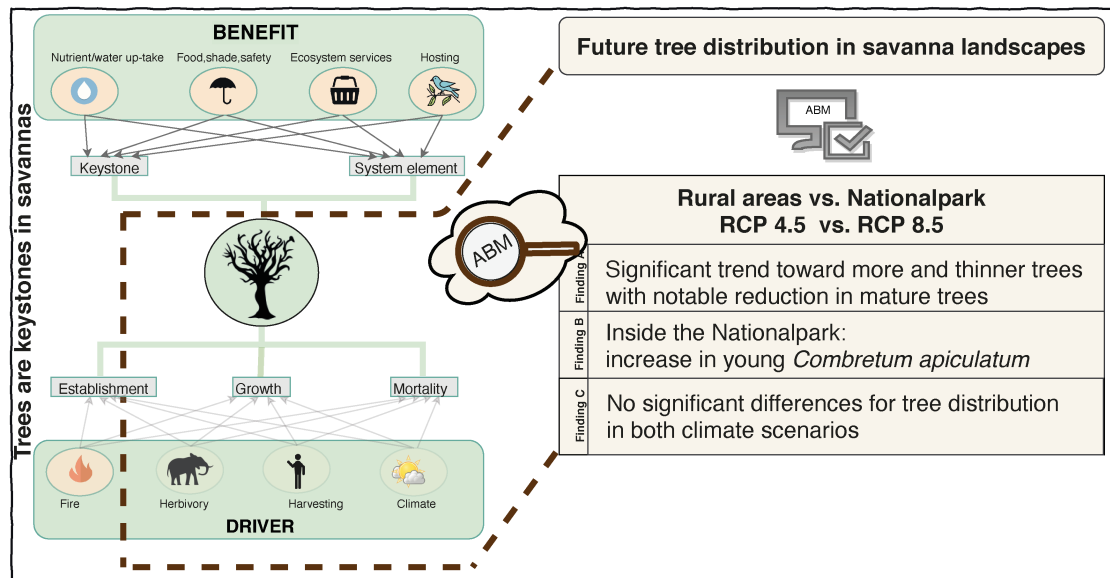 Trees are keystones in savannas
BENEFIT
Nutrient/water up-take
Food,shade,safety
Ecosystem services
Hosting
Keystone
System element
Establishment
Growth
Mortality
Fire
Herbivory
Harvesting
Climate
DRIVER
ABM
Future tree distribution in savanna landscapes
ABM
Rural areas vs. Nationalpark
RCP 4.5 vs. RCP 8.5
Finding A
Significant trend toward more and thinner trees
with notable reduction in mature trees
Finding B
Inside the Nationalpark:
increase in young Combretum apiculatum
Finding C
No significant differences for tree distribution
in both climate scenarios